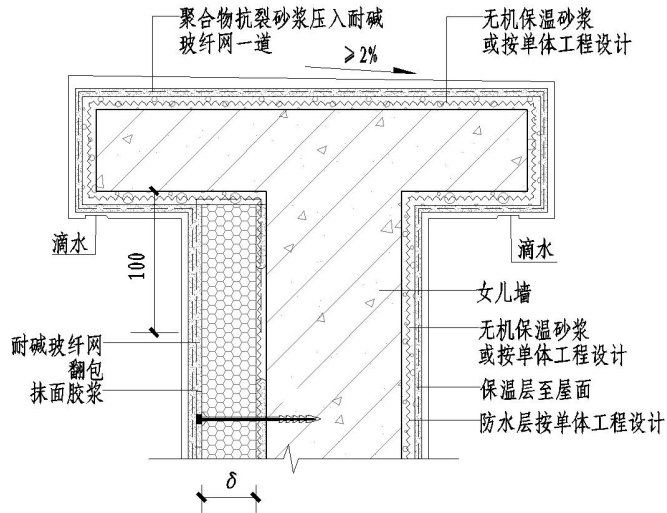 聚合物抗裂砂浆压入耐碱
玻纤网一道
≥2%
无机保温砂浆
或按单体工程设计
滴水
滴水
100
女儿墙
无机保温砂浆
或按单体工程设计
耐碱玻纤网
翻包
抹面胶浆
保温层至屋面
防水层按单体工程设计
δ